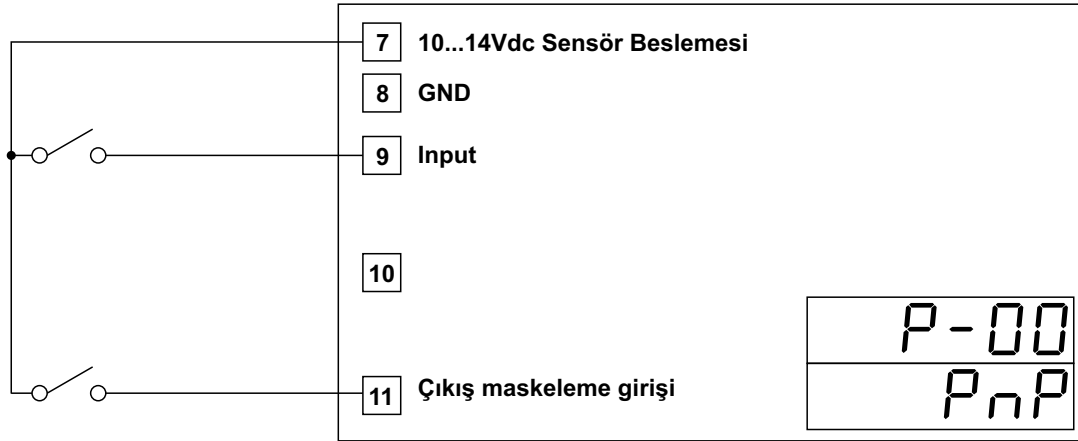 7 10...14Vdc Sensör Beslemesi
8 GND
9 Input
10
11 Çıkış maskeleme girişi
P-00
PnP